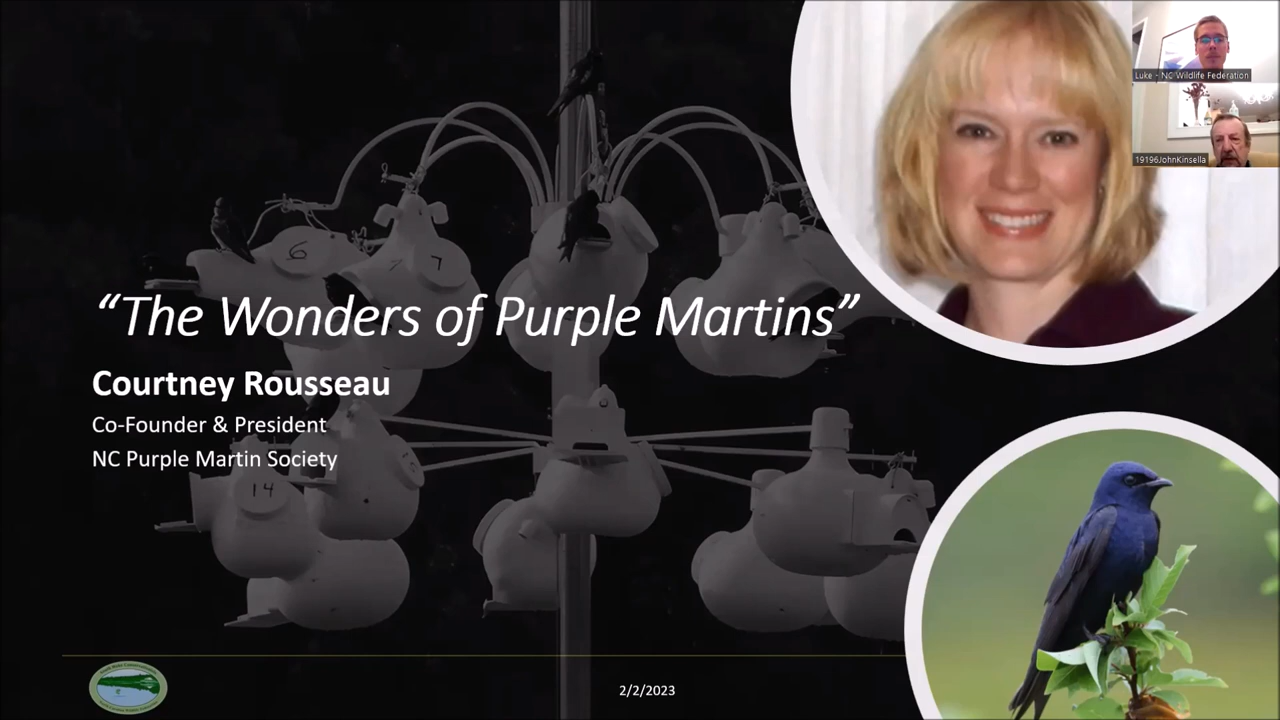 Luke - NC Wildlife Federation
19196JohnKinsella
6
7
7
“The Wonders of Purple Martins”
Courtney Rousseau
Co-Founder & President
NC Purple Martin Society
14
2/2/2023